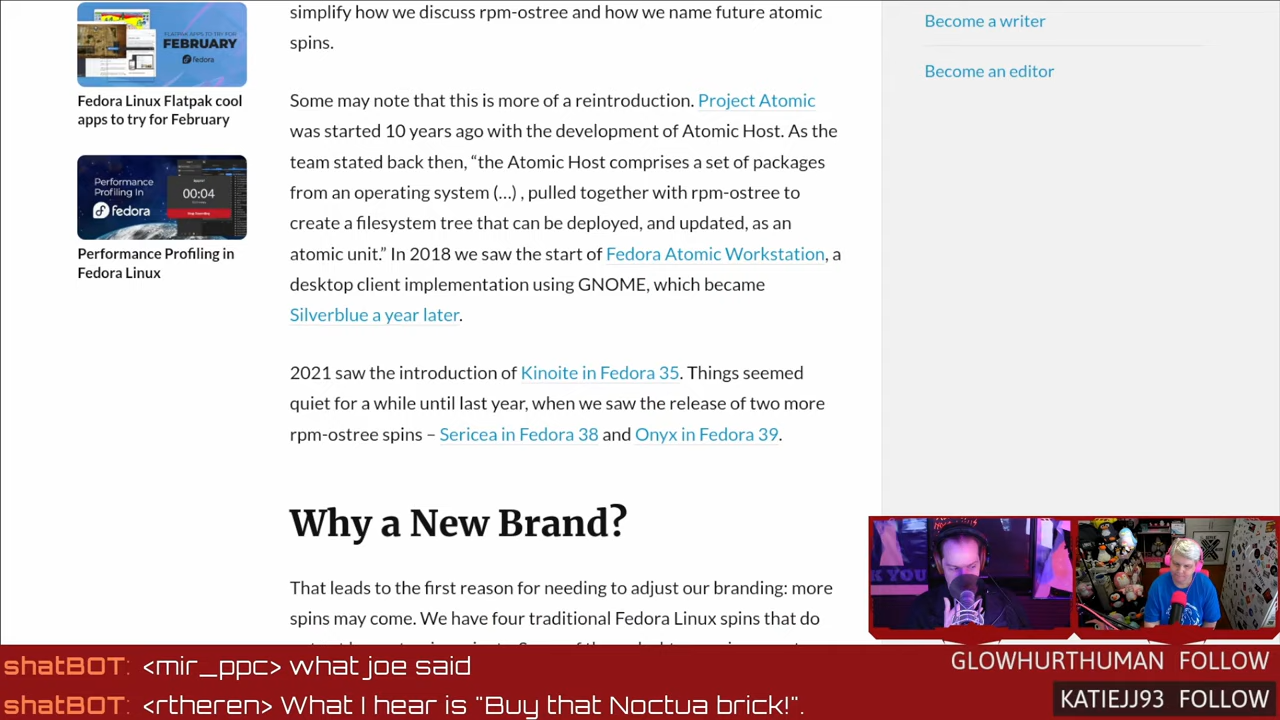 simplify how we discuss rpm-ostree and how we name future atomic
spins.
Some may note that this is more of a reintroduction. Project Atomic
was started 10 years ago with the development of Atomic Host. As the
team stated back then, “the Atomic Host comprises a set of packages
from an operating system (…) , pulled together with rpm-ostree to
create a filesystem tree that can be deployed, and updated, as an
atomic unit.” In 2018 we saw the start of Fedora Atomic Workstation, a
desktop client implementation using GNOME, which became
Silverblue a year later.
2021 saw the introduction of Kinoite in Fedora 35. Things seemed
quiet for a while until last year, when we saw the release of two more
rpm-ostree spins – Sericea in Fedora 38 and Onyx in Fedora 39.
Why a New Brand?
That leads to the first reason for needing to adjust our branding: more
spins may come. We have four traditional Fedora Linux spins that do
FLATPAK APPS TO TRY FOR
FEBRUARY
fedora
Fedora Linux Flatpak cool
apps to try for February
Performance
Profiling In
fedora
00:04
Performance Profiling in
Fedora Linux
Become a writer
Become an editor
K YOU
shatBOT: <mir_ppc> what joe said
shatBOT: <rtheren> What I hear is "Buy that Noctua brick!".
GLOWHURTHUMAN FOLLOW
KATIEJJ93 FOLLOW